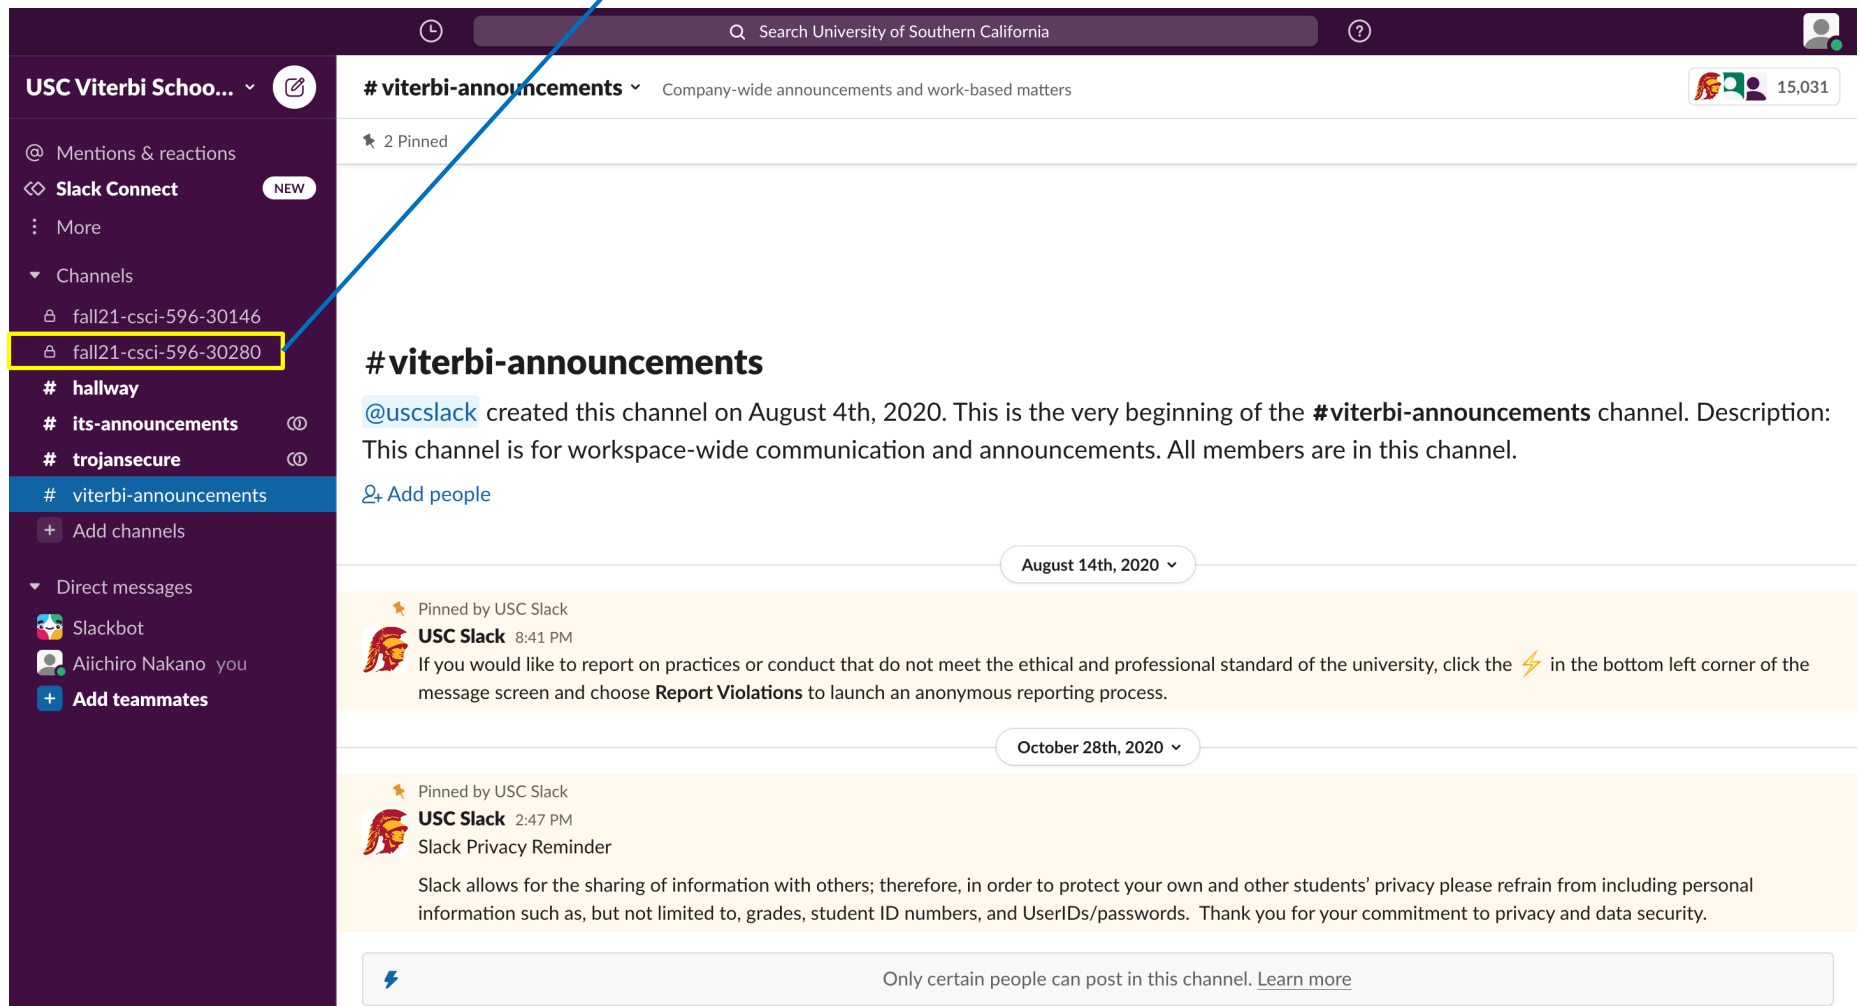 Search University of Southern California
USC Viterbi Schoo...
# viterbi-announcements
Company-wide announcements and work-based matters
15,031
2 Pinned
@ Mentions & reactions
Slack Connect
NEW
More
Channels
fall21-csci-596-30146
fall21-csci-596-30280
# hallway
# its-announcements
# trojansecure
# viterbi-announcements
+ Add channels
Direct messages
Slackbot
Aiichiro Nakano you
+ Add teammates
#viterbi-announcements
@uscslack created this channel on August 4th, 2020. This is the very beginning of the #viterbi-announcements channel. Description:
This channel is for workspace-wide communication and announcements. All members are in this channel.
Add people
August 14th, 2020
Pinned by USC Slack
USC Slack 8:41 PM
If you would like to report on practices or conduct that do not meet the ethical and professional standard of the university, click the ⚡ in the bottom left corner of the
message screen and choose Report Violations to launch an anonymous reporting process.
October 28th, 2020
Pinned by USC Slack
USC Slack 2:47 PM
Slack Privacy Reminder
Slack allows for the sharing of information with others; therefore, in order to protect your own and other students' privacy please refrain from including personal
information such as, but not limited to, grades, student ID numbers, and UserIDs/passwords. Thank you for your commitment to privacy and data security.
Only certain people can post in this channel. Learn more